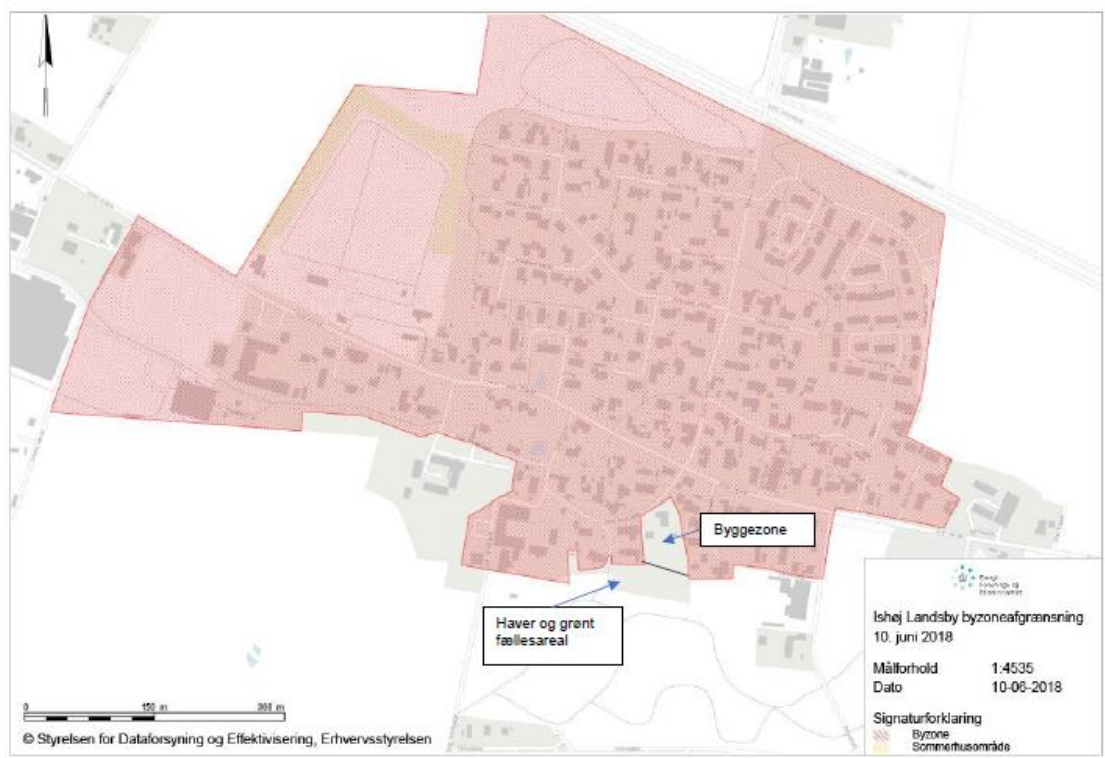 Byggezone
Haver og grønt
fællesareal
Ishøj Landsby byzoneafgrænsning
10. juni 2018
Målforhold 1:4535
Dato 10-06-2018
Signaturforklaring
Byzone
Sommerhusområde
0 150 m 300 m
© Styrelsen for Dataforsyning og Effektivisering, Erhvervsstyrelsen